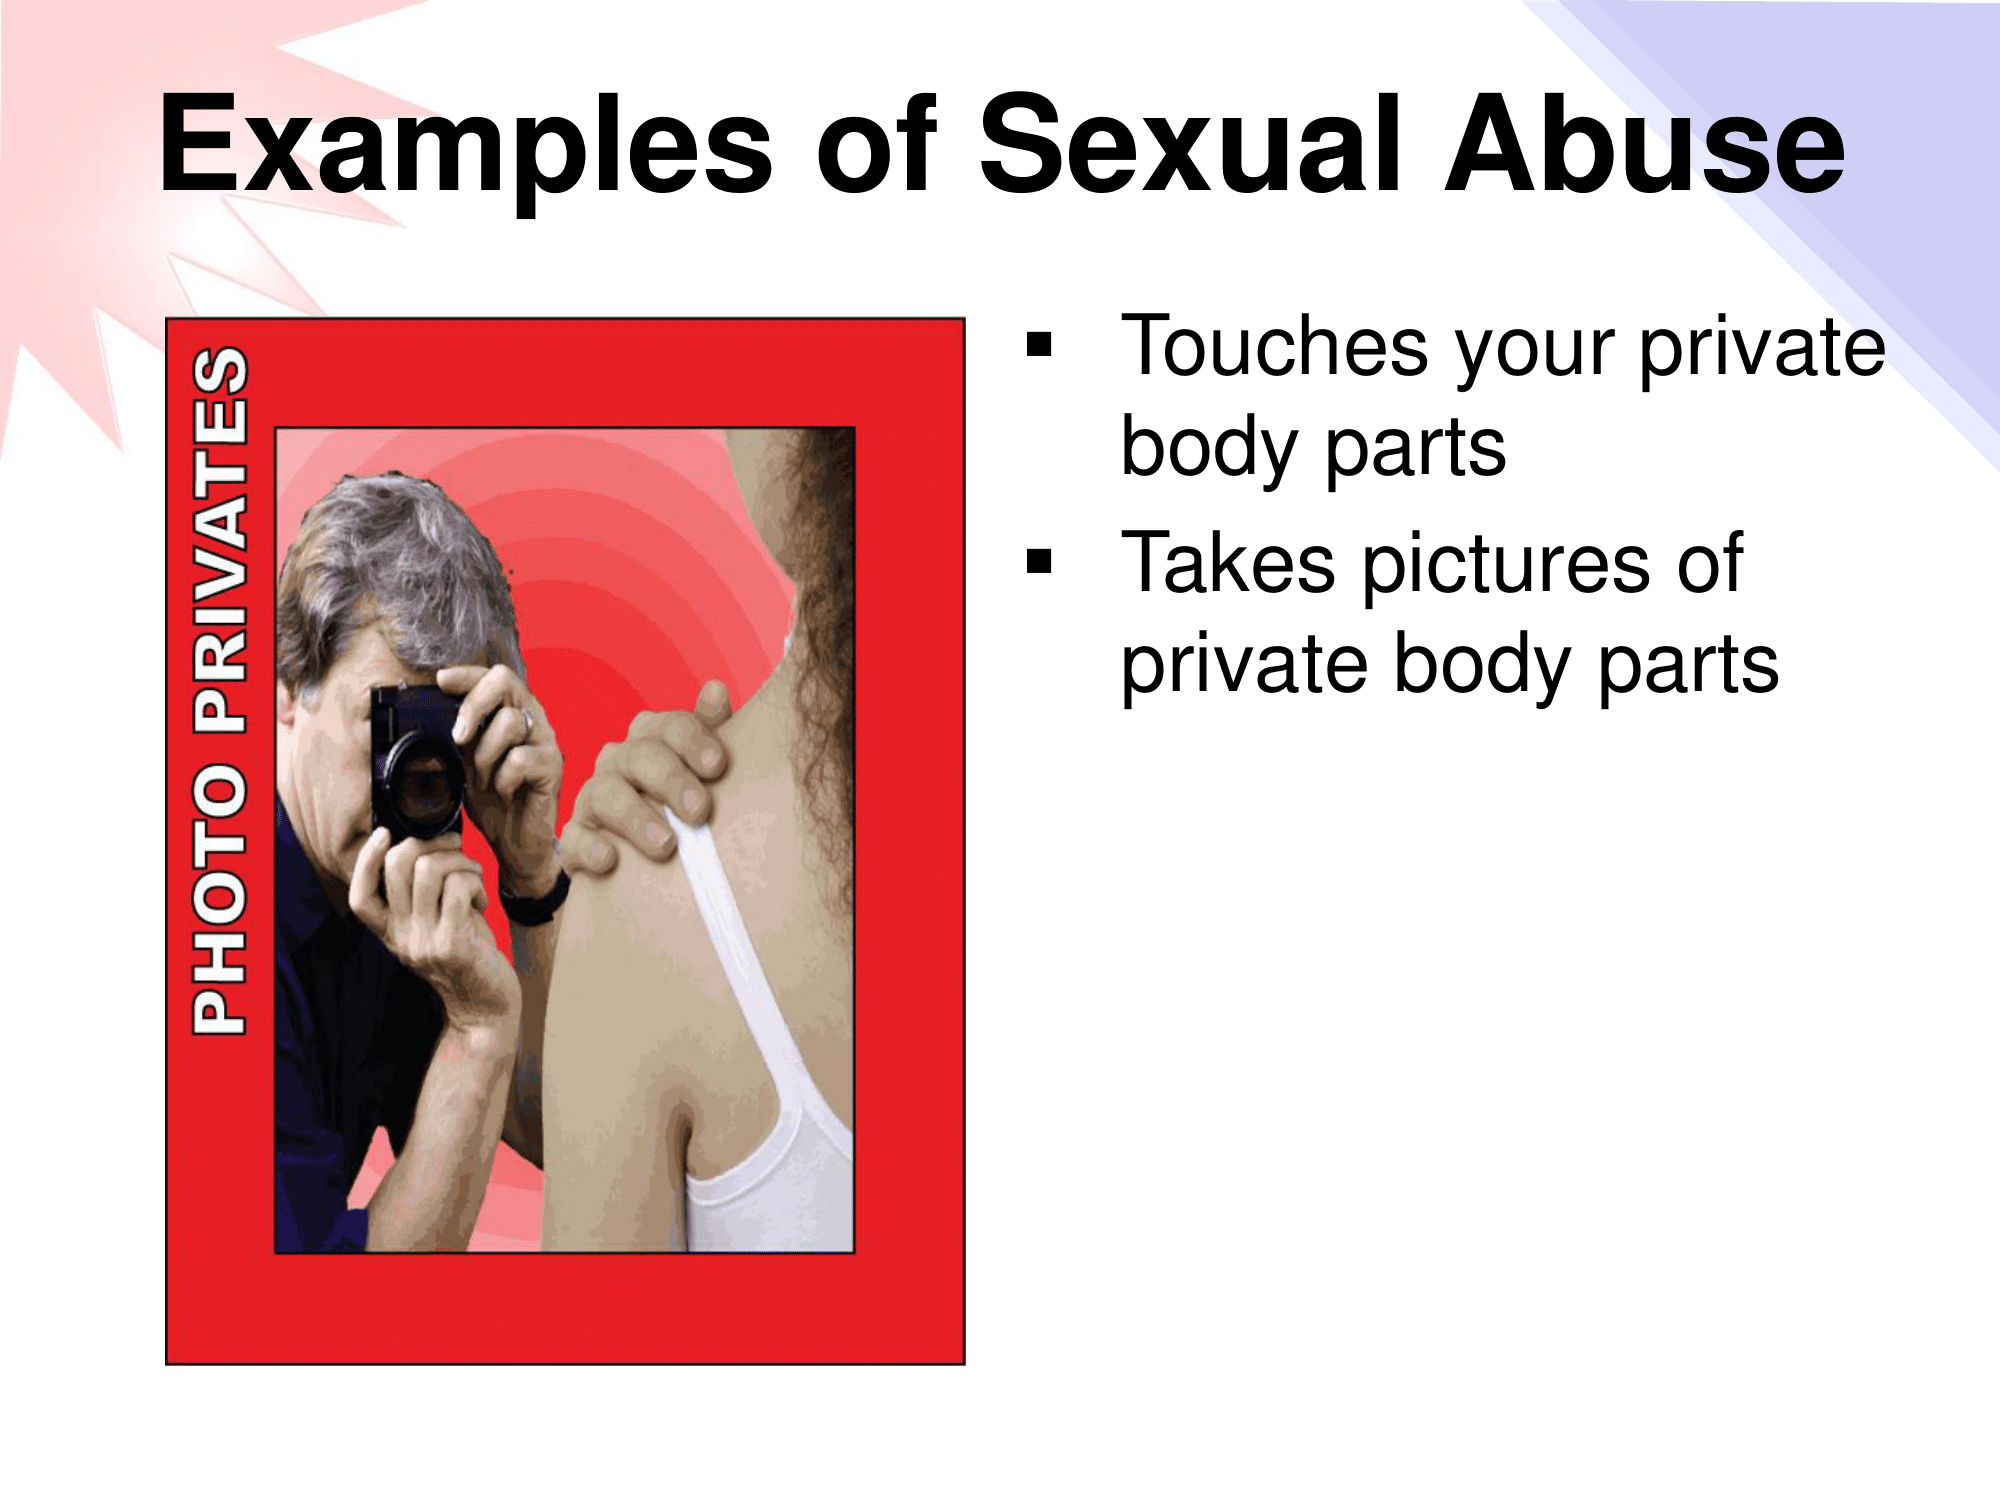 Examples of Sexual Abuse
PHOTO PRIVATES
▪ Touches your private
body parts
▪ Takes pictures of
private body parts